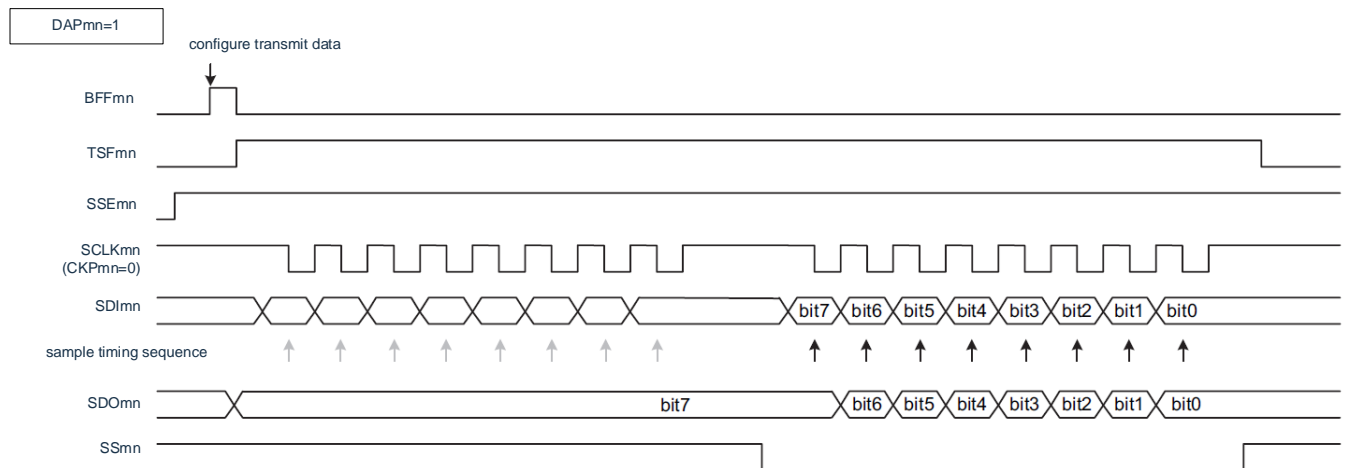 DAPmn=1
configure transmit data
BFFmn
TSFmn
SSEmn
SCLKmn
(CKPmn=0)
SDImn
bit7 bit6 bit5 bit4 bit3 bit2 bit1 bit0
sample timing sequence
SDOmn
bit7 bit6 bit5 bit4 bit3 bit2 bit1 bit0
SSmn